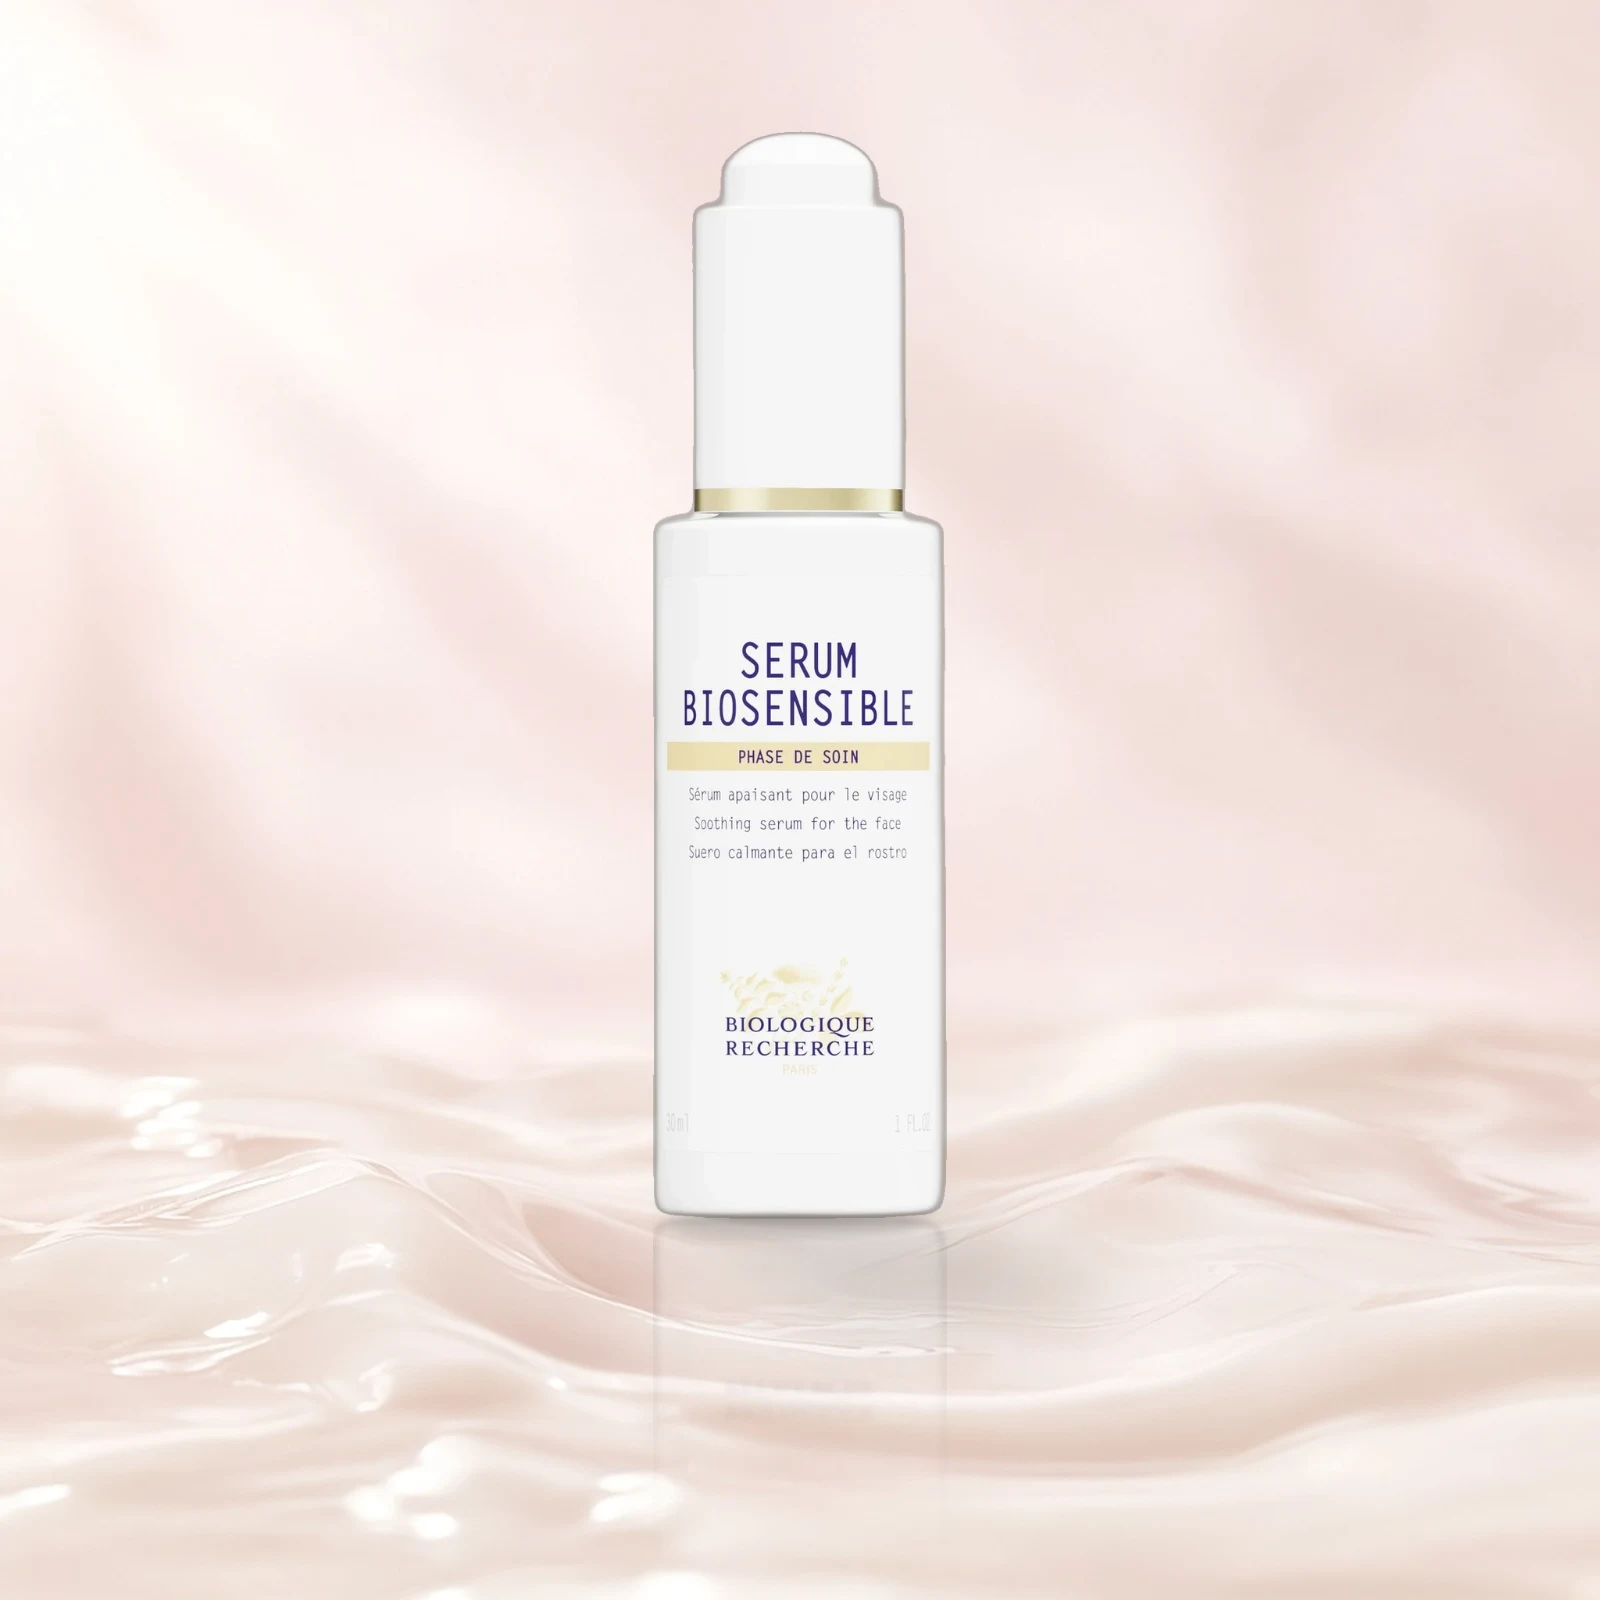 SERUM
BIOSENSIBLE
PHASE DE SOIN
Sérum apaisant pour le visage
Soothing serum for the face
Suero calmante para el rostro
BIOLOGIQUE
RECHERCHE
PARIS
30ml 1 FL.OZ